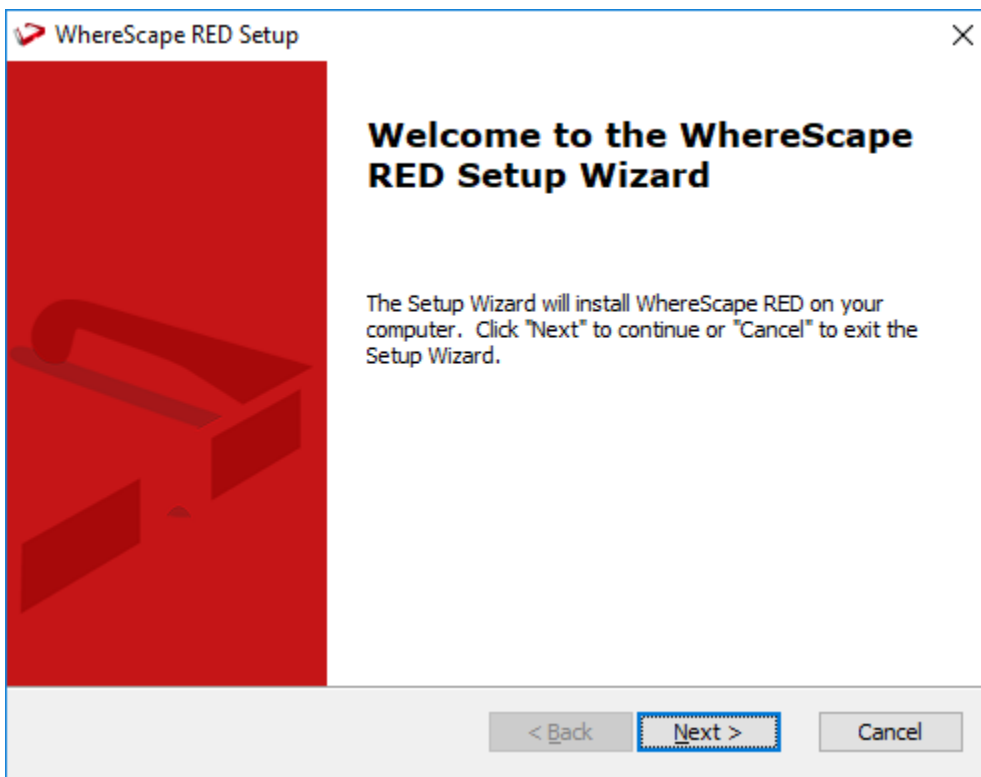 WhereScape RED Setup
Welcome to the WhereScape
RED Setup Wizard
The Setup Wizard will install WhereScape RED on your
computer.  Click "Next" to continue or "Cancel" to exit the
Setup Wizard.
< Back
Next >
Cancel